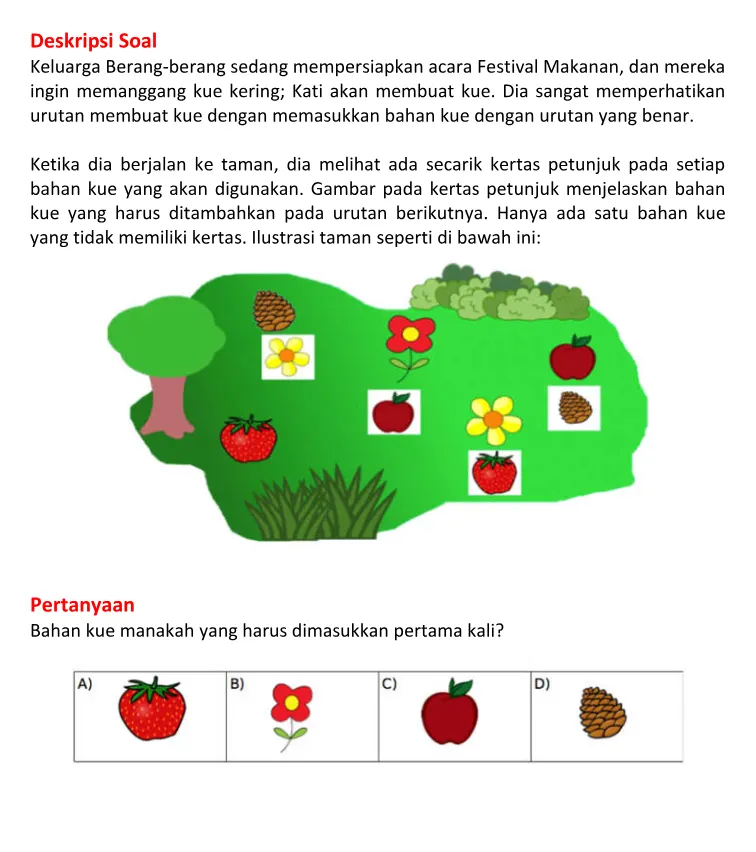 Deskripsi Soal
Keluarga Berang-berang sedang mempersiapkan acara Festival Makanan, dan mereka
ingin memanggang kue kering; Kati akan membuat kue. Dia sangat memperhatikan
urutan membuat kue dengan memasukkan bahan kue dengan urutan yang benar.
Ketika dia berjalan ke taman, dia melihat ada secarik kertas petunjuk pada setiap
bahan kue yang akan digunakan. Gambar pada kertas petunjuk menjelaskan bahan
kue yang harus ditambahkan pada urutan berikutnya. Hanya ada satu bahan kue
yang tidak memiliki kertas. Ilustrasi taman seperti di bawah ini:
Pertanyaan
Bahan kue manakah yang harus dimasukkan pertama kali?
A) B) C) D)